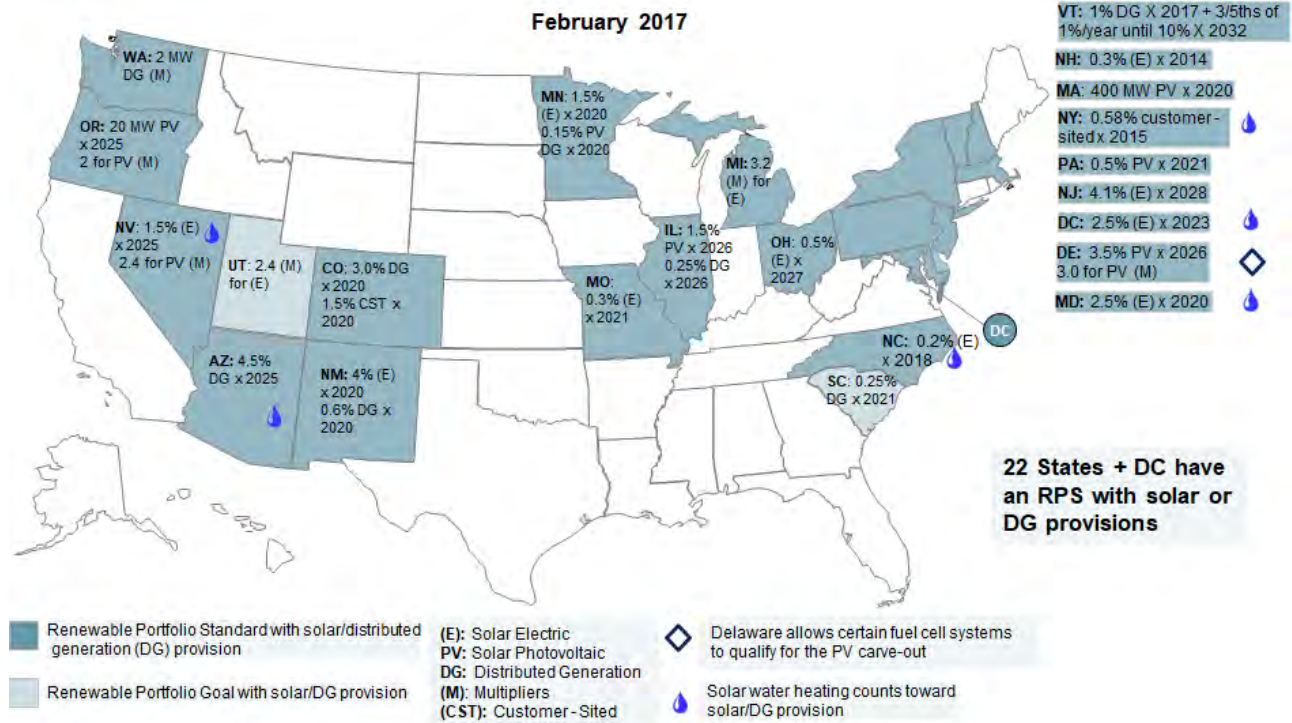 February 2017
WA: 2 MW
DG (M)
OR: 20 MW PV
x 2025
2 for PV (M)
NV: 1.5% (E)
x 2025
2.4 for PV (M)
UT: 2.4 (M)
for (E)
CO: 3.0% DG
x 2020
1.5% CST x
2020
AZ: 4.5%
DG x 2025
NM: 4% (E)
x 2020
0.6% DG x
2020
MN: 1.5%
(E) x 2020
0.15% PV
DG x 2020
MO:
0.3% (E)
x 2021
IL: 1.5%
PV x 2026
0.25% DG
x 2026
MI: 3.2
(M) for
(E)
OH: 0.5%
(E) x
2027
NC: 0.2% (E)
x 2018
SC: 0.25%
DG x 2021
DC
VT: 1% DG X 2017 + 3/5ths of
1%/year until 10% X 2032
NH: 0.3% (E) x 2014
MA: 400 MW PV x 2020
NY: 0.58% customer-
sited x 2015
PA: 0.5% PV x 2021
NJ: 4.1% (E) x 2028
DC: 2.5% (E) x 2023
DE: 3.5% PV x 2026
3.0 for PV (M)
MD: 2.5% (E) x 2020
22 States + DC have
an RPS with solar or
DG provisions
Renewable Portfolio Standard with solar/distributed
generation (DG) provision
Renewable Portfolio Goal with solar/DG provision
(E): Solar Electric
PV: Solar Photovoltaic
DG: Distributed Generation
(M): Multipliers
(CST): Customer-Sited
Delaware allows certain fuel cell systems
to qualify for the PV carve-out
Solar water heating counts toward
solar/DG provision